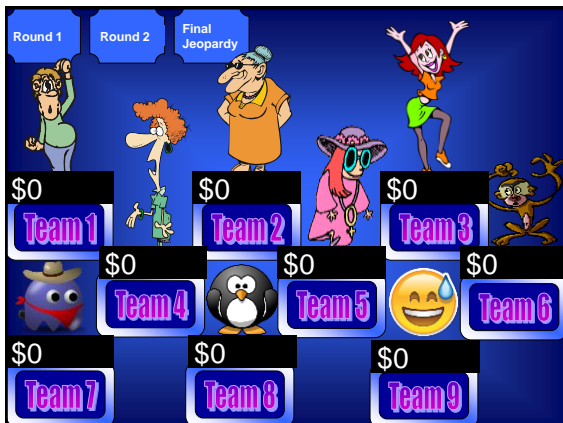 Round 1
Round 2
Final
Jeopardy
$0
$0
$0
Team 1
Team 2
Team 3
$0
$0
$0
Team 4
Team 5
Team 6
$0
$0
$0
Team 7
Team 8
Team 9